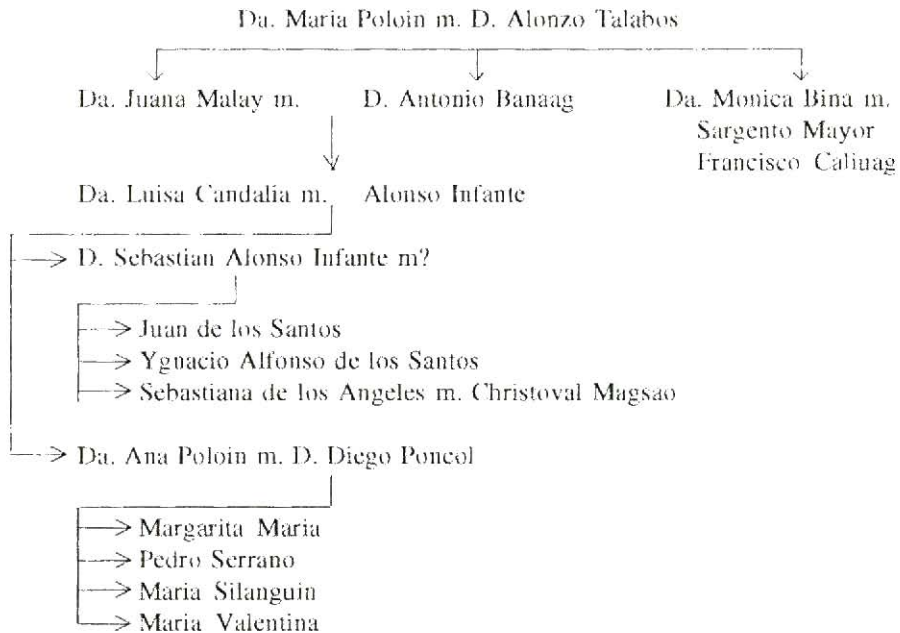 Da. Maria Poloin m. D. Alonzo Talabos
Da. Juana Malay m. D. Antonio Banaag Da. Monica Bina m.
Sargento Mayor
Francisco Caliuag
Da. Luisa Candalia m. Alonso Infante
D. Sebastian Alonso Infante m?
Juan de los Santos
Ygnacio Alfonso de los Santos
Sebastiana de los Angeles m. Christoval Magsao
Da. Ana Poloin m. D. Diego Poncol
Margarita Maria
Pedro Serrano
Maria Silanguin
Maria Valentina